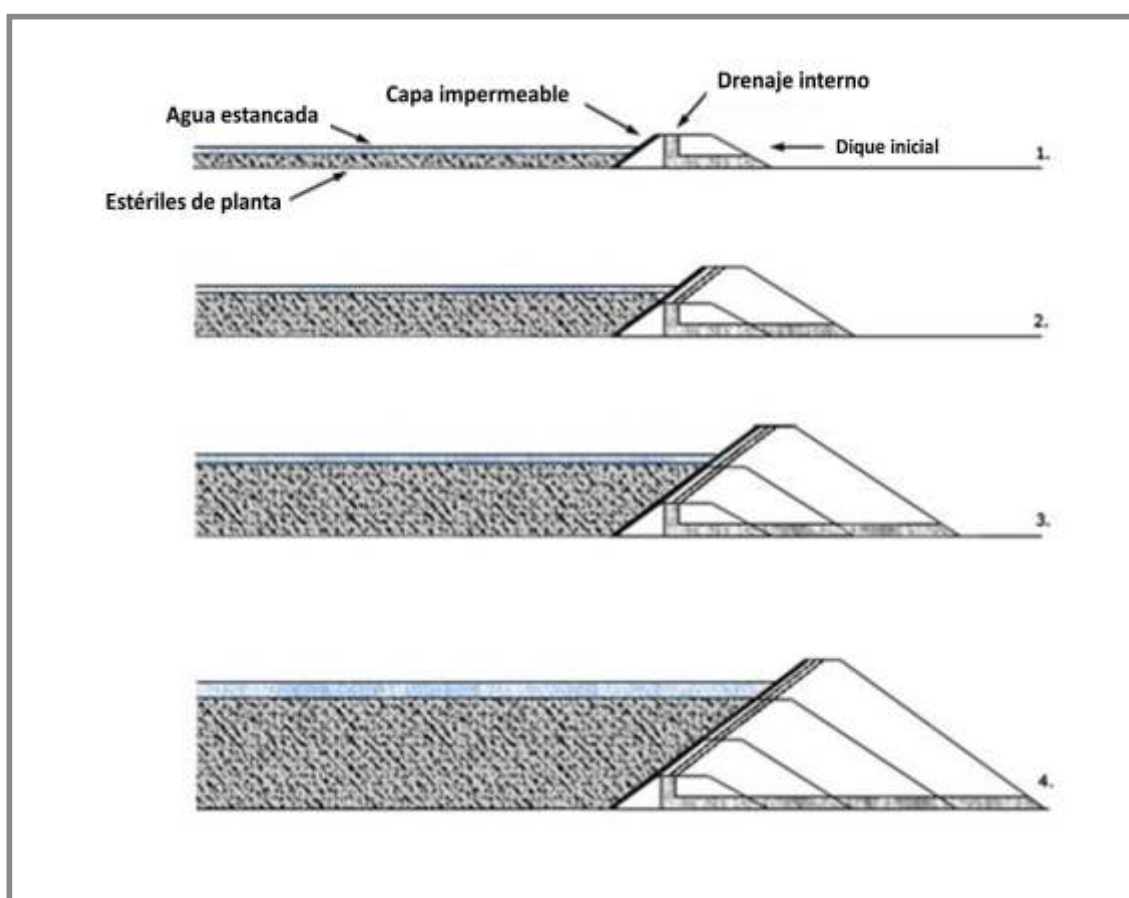 Drenaje interno
Capa impermeable
Agua estancada
Dique inicial
1.
Estériles de planta
2.
3.
4.